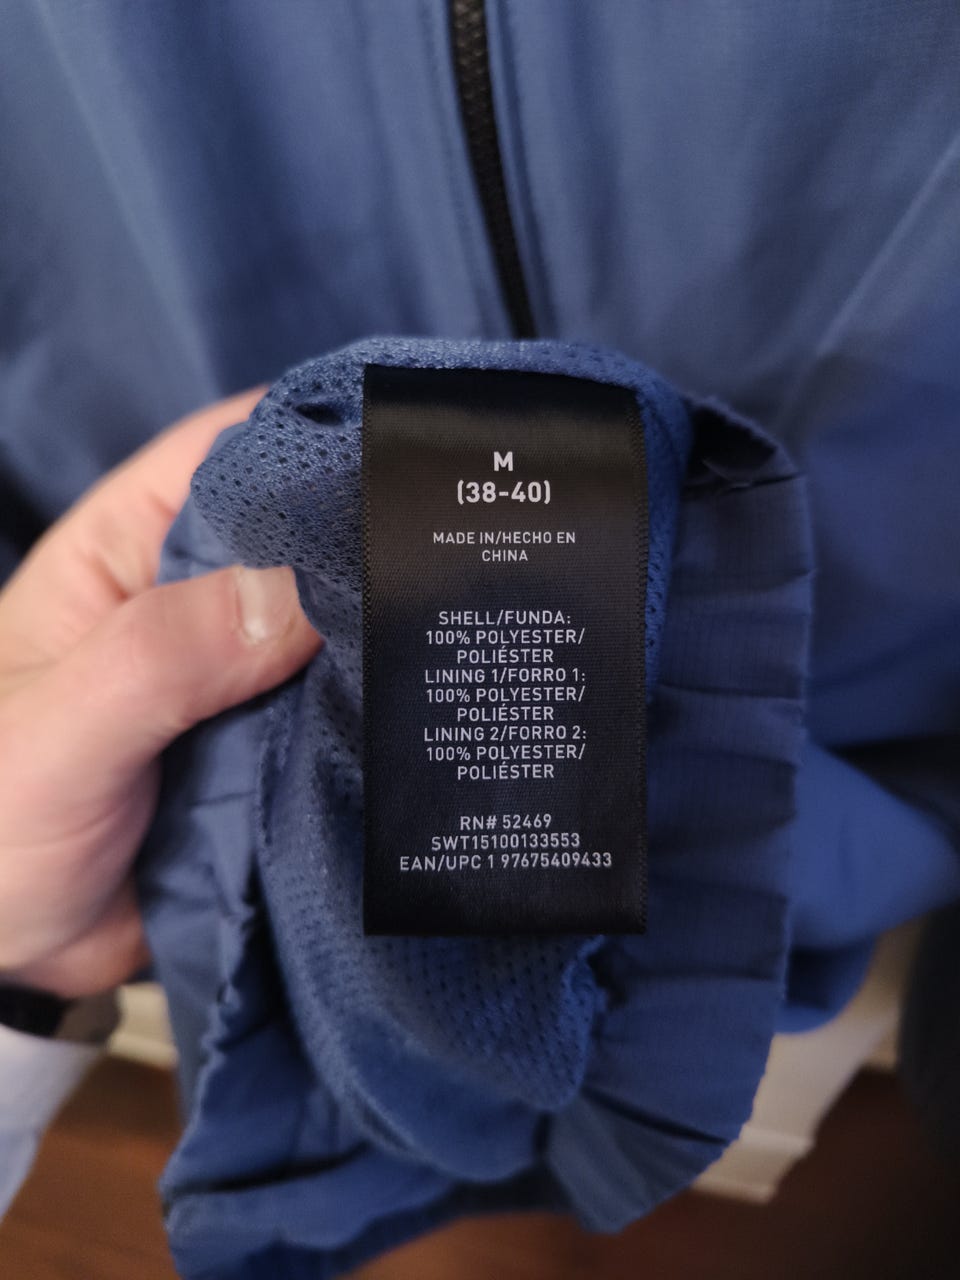 M
(38-40)
MADE IN/HECHO EN
CHINA
SHELL/FUNDA:
100% POLYESTER/
POLIÉSTER
LINING 1/FORRO 1:
100% POLYESTER/
POLIÉSTER
LINING 2/FORRO 2:
100% POLYESTER/
POLIÉSTER
RN# 52469
SWT15100133553
EAN/UPC 1 97675409433